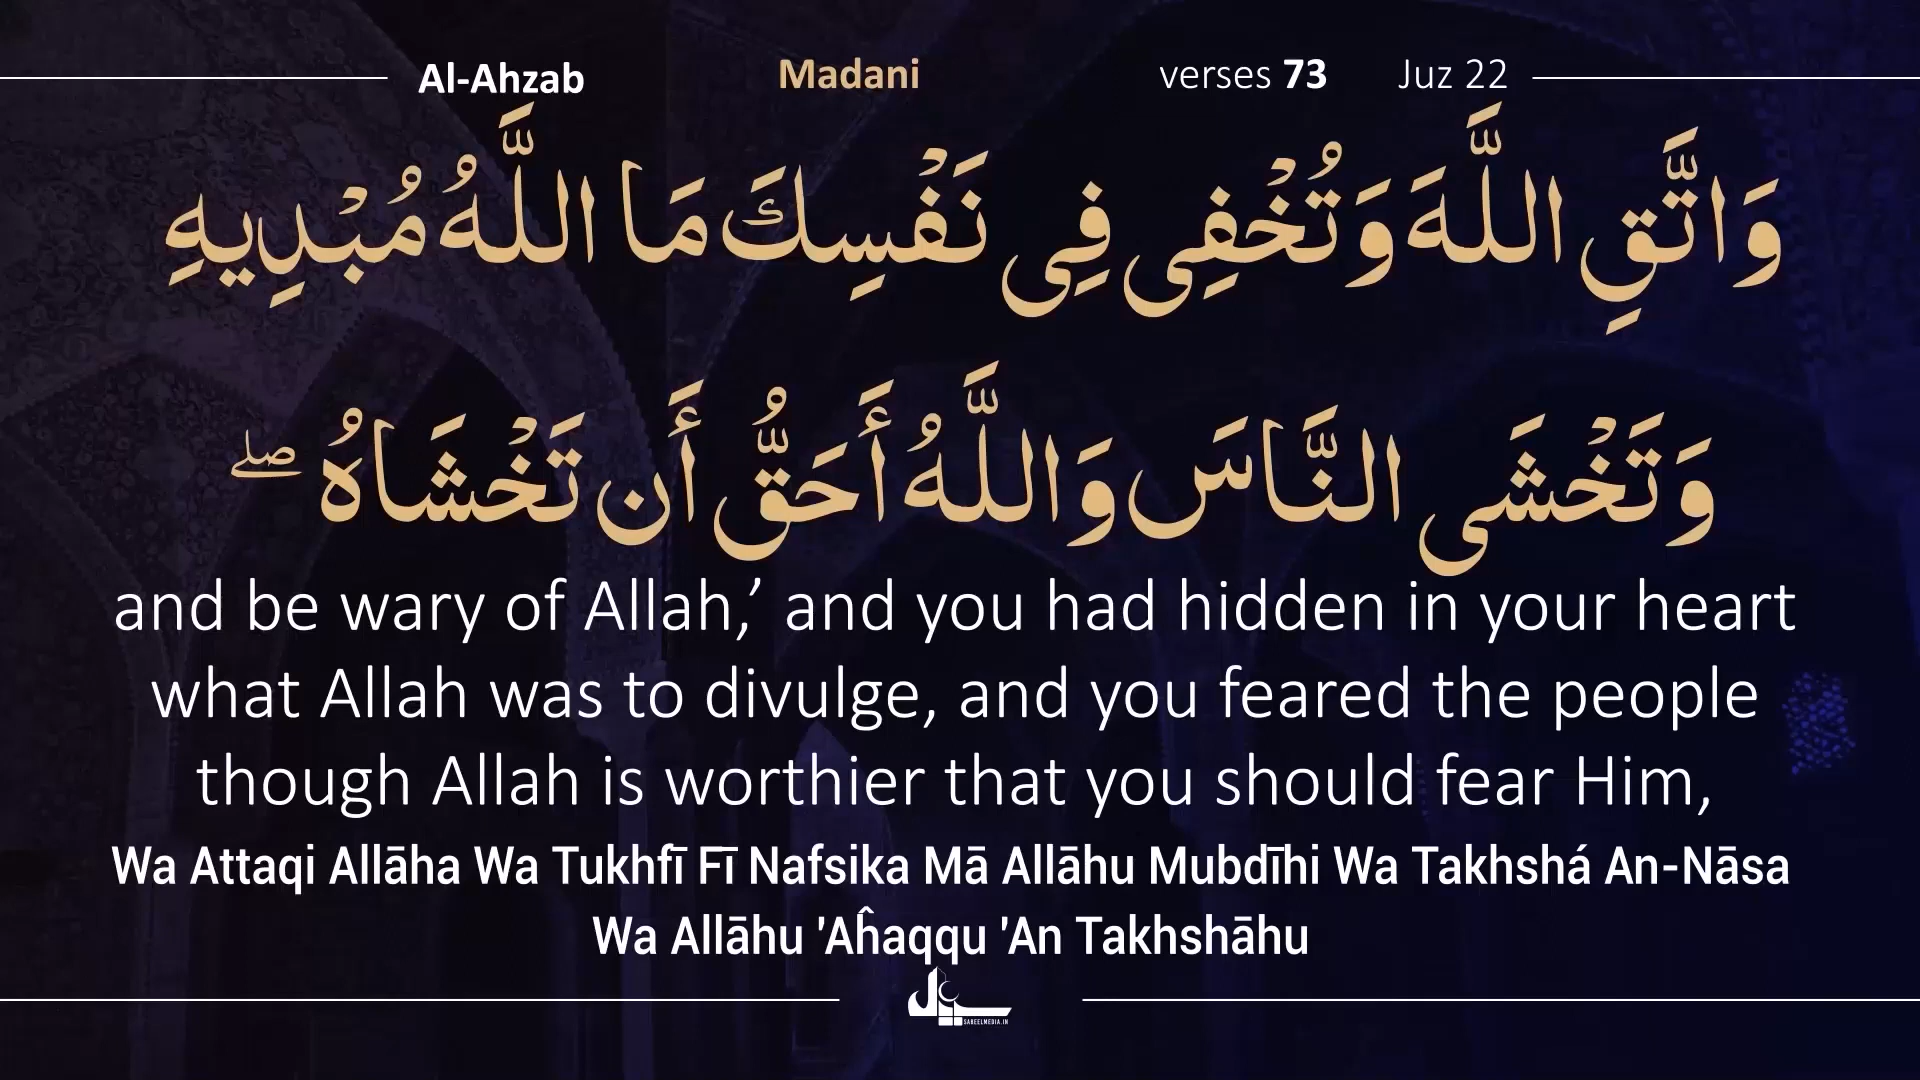 Al-Ahzab Madani verses 73 Juz 22
وَاتَّقِ اللَّهَ وَتُخْفِي فِي نَفْسِكَ مَا اللَّهُ مُبْدِيهِ
وَتَخْشَى النَّاسَ وَاللَّهُ أَحَقُّ أَن تَخْشَاهُ ۖ
and be wary of Allah,’ and you had hidden in your heart
what Allah was to divulge, and you feared the people
though Allah is worthier that you should fear Him,
Wa Attaqi Allāha Wa Tukhfī Fī Nafsika Mā Allāhu Mubdīhi Wa Takhshá An-Nāsa
Wa Allāhu 'Aĥaqqu 'An Takhshāhu
SABEELMEDIA.IN